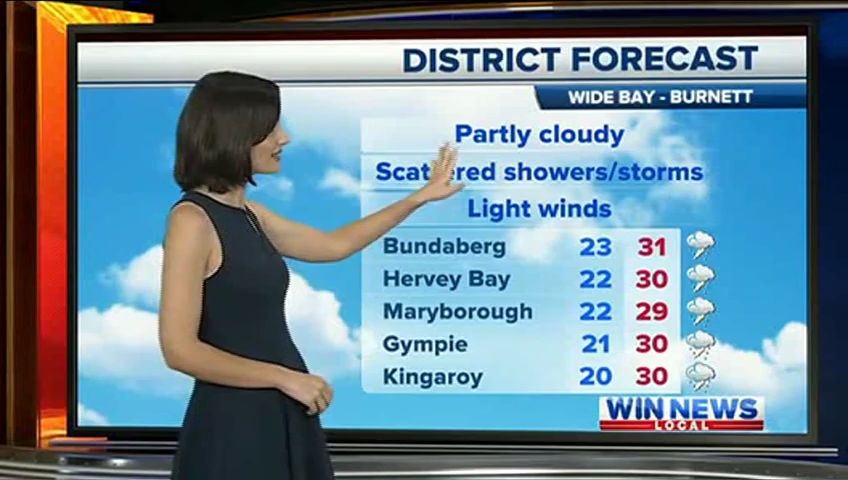 DISTRICT FORECAST
WIDE BAY - BURNETT
Partly cloudy
Scattered showers/storms
Light winds
Bundaberg 23 31
Hervey Bay 22 30
Maryborough 22 29
Gympie 21 30
Kingaroy 20 30
WIN NEWS
LOCAL